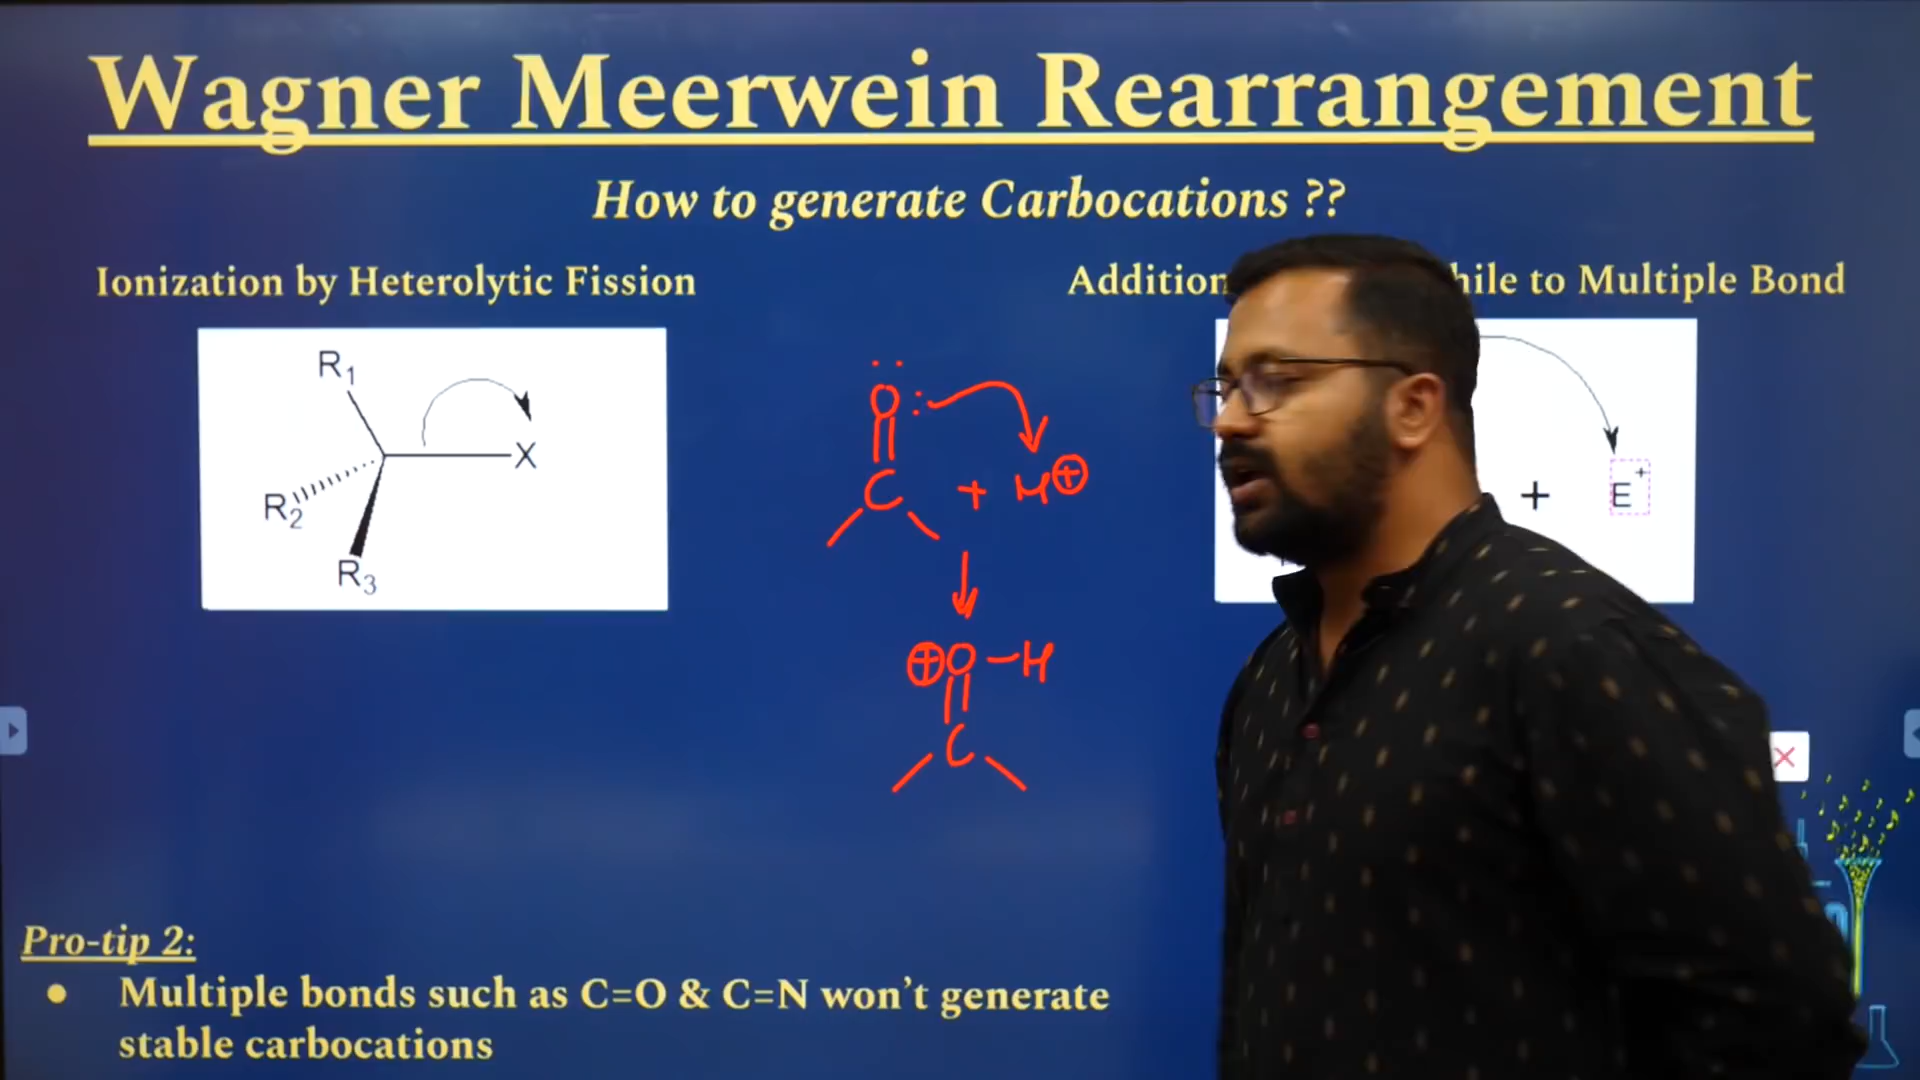 Wagner Meerwein Rearrangement
How to generate Carbocations ??
Ionization by Heterolytic Fission
Addition hile to Multiple Bond
R1
X
R2
R3
+ E+
:O:
C + H⊕
⊕O-H
C
Pro-tip 2:
● Multiple bonds such as C=O & C=N won't generate
stable carbocations